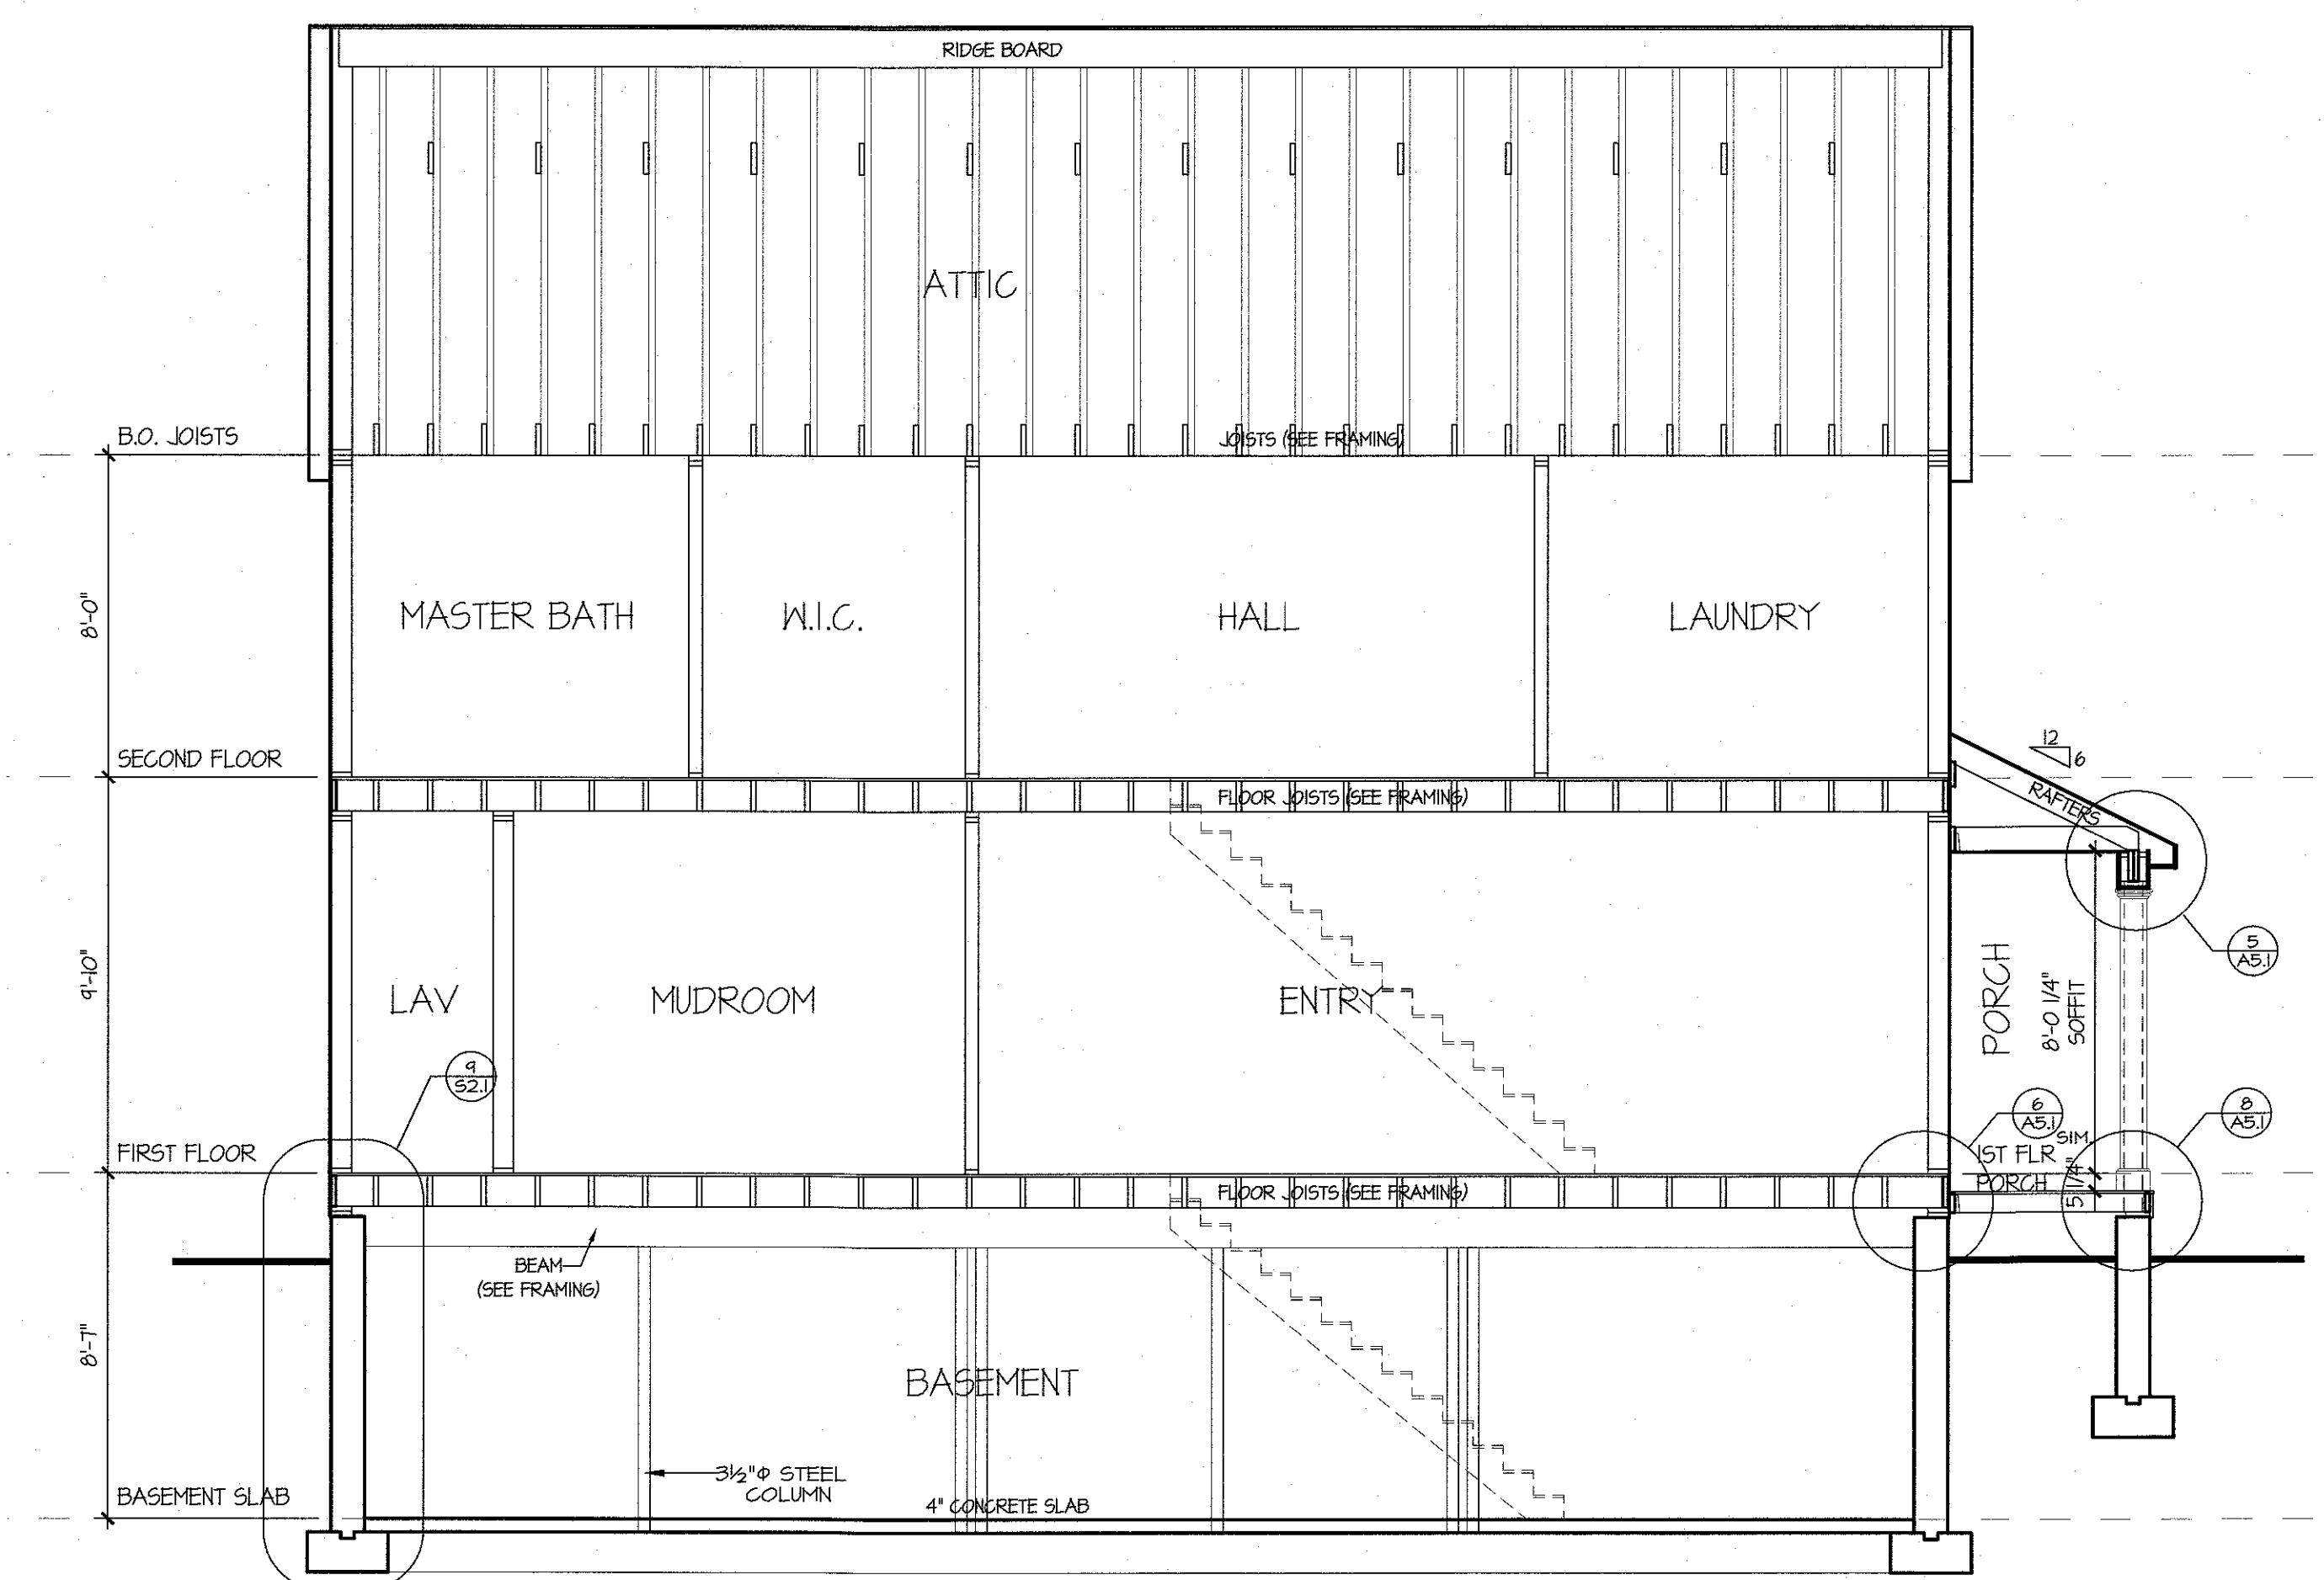 RIDGE BOARD
ATTIC
B.O. JOISTS
JOISTS (SEE FRAMING)
8'-0"
MASTER BATH
W.I.C.
HALL
LAUNDRY
SECOND FLOOR
12
6
FLOOR JOISTS (SEE FRAMING)
RAFTERS
5
A5.1
9'-10"
LAV
MUDROOM
ENTRY
PORCH
8'-0 1/4"
SOFFIT
9
S2.1
6
A5.1
SIM.
8
A5.1
FIRST FLOOR
1ST FLR
PORCH
5 1/4"
FLOOR JOISTS (SEE FRAMING)
BEAM
(SEE FRAMING)
8'-7"
BASEMENT
3½"Φ STEEL
COLUMN
BASEMENT SLAB
4" CONCRETE SLAB